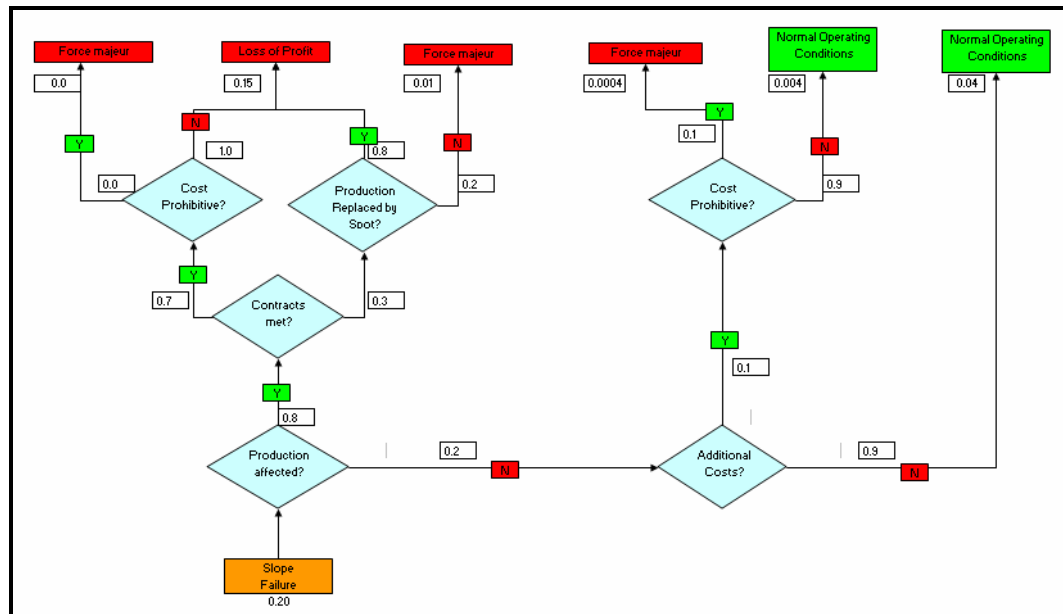 Force majeur
Loss of Profit
Force majeur
Force majeur
Normal Operating
Conditions
Normal Operating
Conditions
0.0
0.15
0.01
0.0004
0.004
0.04
Y
N
Y
N
Y
N
0.0
1.0
0.8
0.2
0.1
0.9
Cost
Prohibitive?
Production
Replaced by
Spot?
Cost
Prohibitive?
Y
0.7
0.3
Contracts
met?
Y
0.1
Y
0.8
Production
affected?
0.2
N
Additional
Costs?
0.9
N
Slope
Failure
0.20